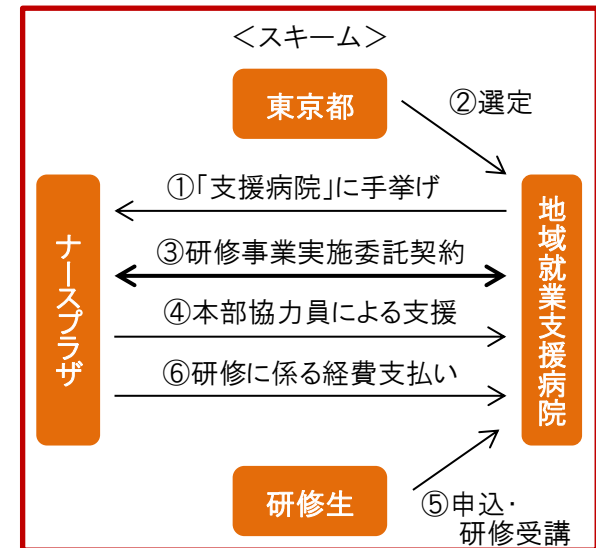 ＜スキーム＞
東京都
②選定
①「支援病院」に手挙げ
③研修事業実施委託契約
④本部協力員による支援
⑥研修に係る経費支払い
ナースプラザ
地域就業支援病院
研修生
⑤申込・
研修受講